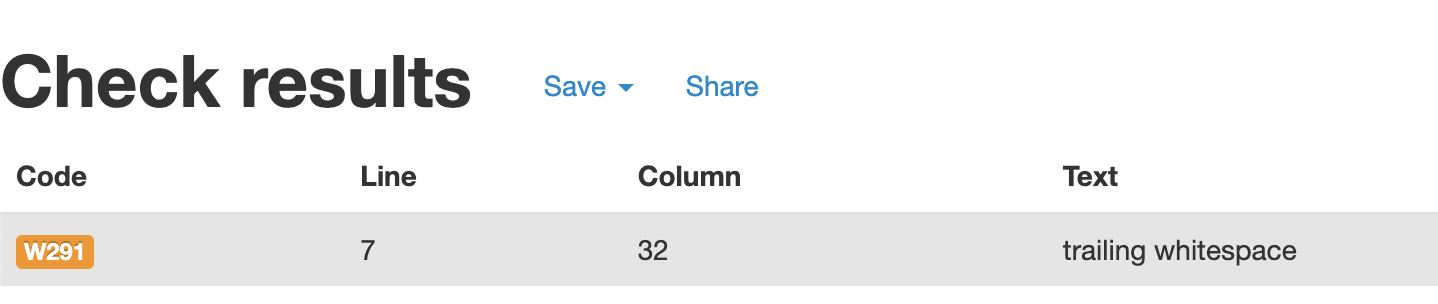 Check results Save Share
Code Line Column Text
W291 7 32 trailing whitespace